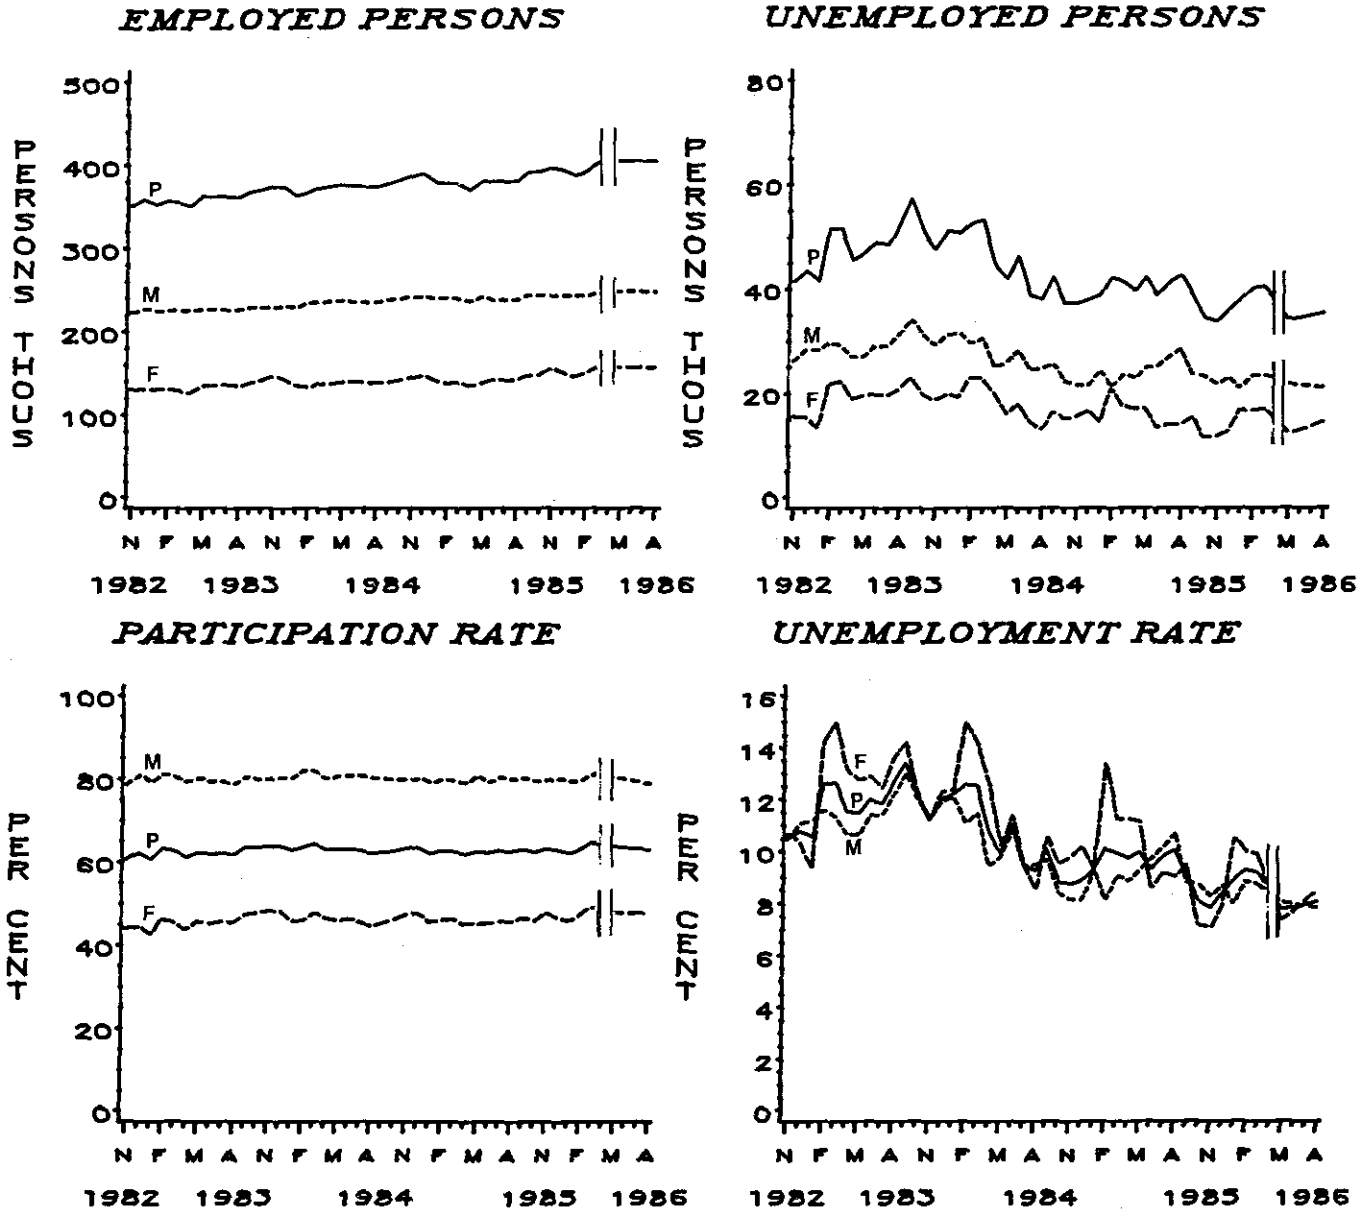 EMPLOYED PERSONS
500
400
300
200
100
0
PERSONS THOUS
P
M
F
N F M A N F M A N F M A N F M A
1982 1983 1984 1985 1986
UNEMPLOYED PERSONS
80
60
40
20
0
PERSONS THOUS
P
M
F
N F M A N F M A N F M A N F M A
1982 1983 1984 1985 1986
PARTICIPATION RATE
100
80
60
40
20
0
PER CENT
M
P
F
N F M A N F M A N F M A N F M A
1982 1983 1984 1985 1986
UNEMPLOYMENT RATE
16
14
12
10
8
6
4
2
0
PER CENT
F
P
M
N F M A N F M A N F M A N F M A
1982 1983 1984 1985 1986